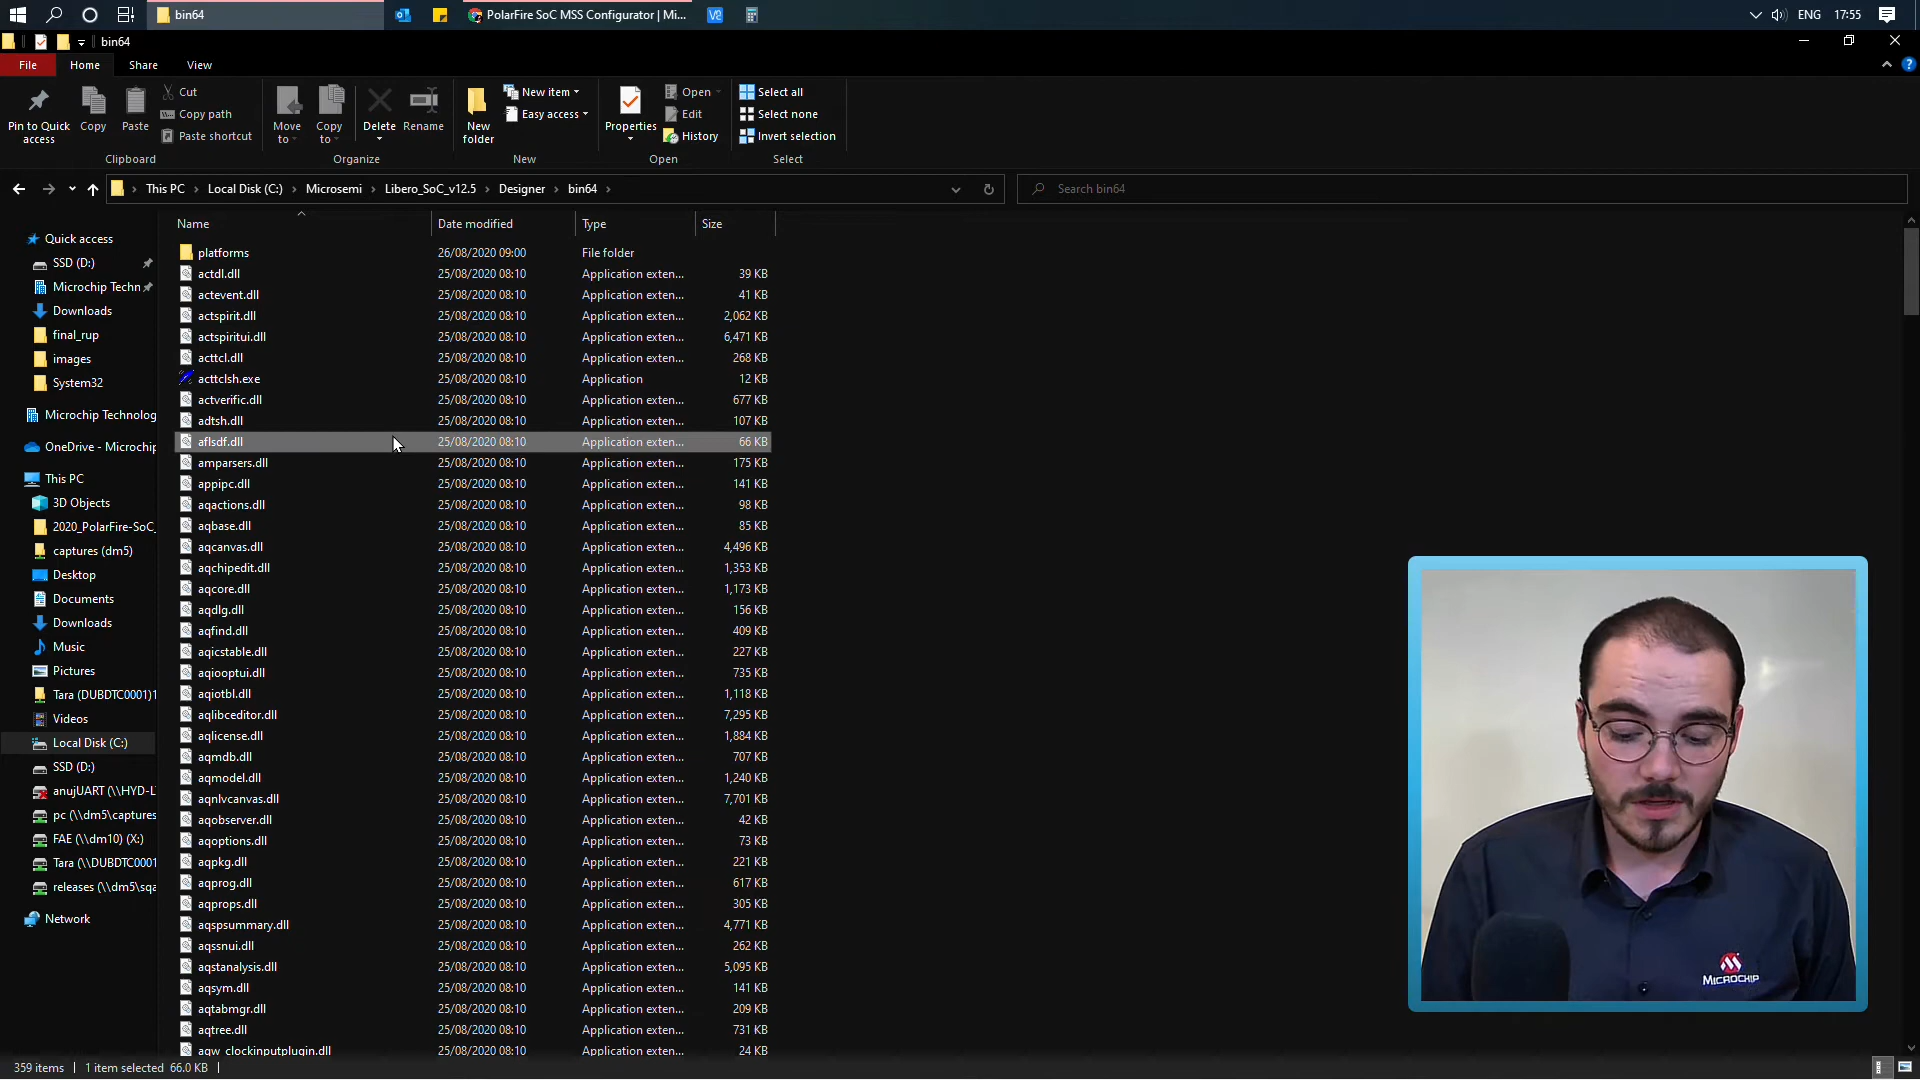 bin64
PolarFire SoC MSS Configurator | Mi...
ENG
17:55
bin64
File
Home
Share
View
Pin to Quick access
Copy
Paste
Cut
Copy path
Paste shortcut
Clipboard
Move to
Copy to
Delete
Rename
Organize
New folder
New item
Easy access
New
Properties
Open
Edit
History
Open
Select all
Select none
Invert selection
Select
This PC > Local Disk (C:) > Microsemi > Libero_SoC_v12.5 > Designer > bin64 >
Search bin64
Name Date modified Type Size
Quick access
SSD (D:)
Microchip Techn
Downloads
final_rup
images
System32
Microchip Technolog
OneDrive - Microchip
This PC
3D Objects
2020_PolarFire-SoC_
captures (dm5)
Desktop
Documents
Downloads
Music
Pictures
Tara (DUBDTC0001)1
Videos
Local Disk (C:)
SSD (D:)
anujUART (\\HYD-L
pc (\\dm5\captures
FAE (\\dm10) (X:)
Tara (\\DUBDTC0001
releases (\\dm5\sqa
Network
platforms 26/08/2020 09:00 File folder
actdl.dll 25/08/2020 08:10 Application exten... 39 KB
actevent.dll 25/08/2020 08:10 Application exten... 41 KB
actspirit.dll 25/08/2020 08:10 Application exten... 2,062 KB
actspiritui.dll 25/08/2020 08:10 Application exten... 6,471 KB
acttcl.dll 25/08/2020 08:10 Application exten... 268 KB
acttclsh.exe 25/08/2020 08:10 Application 12 KB
actverific.dll 25/08/2020 08:10 Application exten... 677 KB
adtsh.dll 25/08/2020 08:10 Application exten... 107 KB
aflsdf.dll 25/08/2020 08:10 Application exten... 66 KB
amparsers.dll 25/08/2020 08:10 Application exten... 175 KB
appipc.dll 25/08/2020 08:10 Application exten... 141 KB
aqactions.dll 25/08/2020 08:10 Application exten... 98 KB
aqbase.dll 25/08/2020 08:10 Application exten... 85 KB
aqcanvas.dll 25/08/2020 08:10 Application exten... 4,496 KB
aqchipedit.dll 25/08/2020 08:10 Application exten... 1,353 KB
aqcore.dll 25/08/2020 08:10 Application exten... 1,173 KB
aqdlg.dll 25/08/2020 08:10 Application exten... 156 KB
aqfind.dll 25/08/2020 08:10 Application exten... 409 KB
aqicstable.dll 25/08/2020 08:10 Application exten... 227 KB
aqiooptui.dll 25/08/2020 08:10 Application exten... 735 KB
aqiotbl.dll 25/08/2020 08:10 Application exten... 1,118 KB
aqlibceditor.dll 25/08/2020 08:10 Application exten... 7,295 KB
aqlicense.dll 25/08/2020 08:10 Application exten... 1,884 KB
aqmdb.dll 25/08/2020 08:10 Application exten... 707 KB
aqmodel.dll 25/08/2020 08:10 Application exten... 1,240 KB
aqnlvcanvas.dll 25/08/2020 08:10 Application exten... 7,701 KB
aqobserver.dll 25/08/2020 08:10 Application exten... 42 KB
aqoptions.dll 25/08/2020 08:10 Application exten... 73 KB
aqpkg.dll 25/08/2020 08:10 Application exten... 221 KB
aqprog.dll 25/08/2020 08:10 Application exten... 617 KB
aqprops.dll 25/08/2020 08:10 Application exten... 305 KB
aqspsummary.dll 25/08/2020 08:10 Application exten... 4,771 KB
aqssnui.dll 25/08/2020 08:10 Application exten... 262 KB
aqstanalysis.dll 25/08/2020 08:10 Application exten... 5,095 KB
aqsym.dll 25/08/2020 08:10 Application exten... 141 KB
aqtabmgr.dll 25/08/2020 08:10 Application exten... 209 KB
aqtree.dll 25/08/2020 08:10 Application exten... 731 KB
aqw_clockinputplugin.dll 25/08/2020 08:10 Application exten... 24 KB
MICROCHIP
359 items
1 item selected 66.0 KB